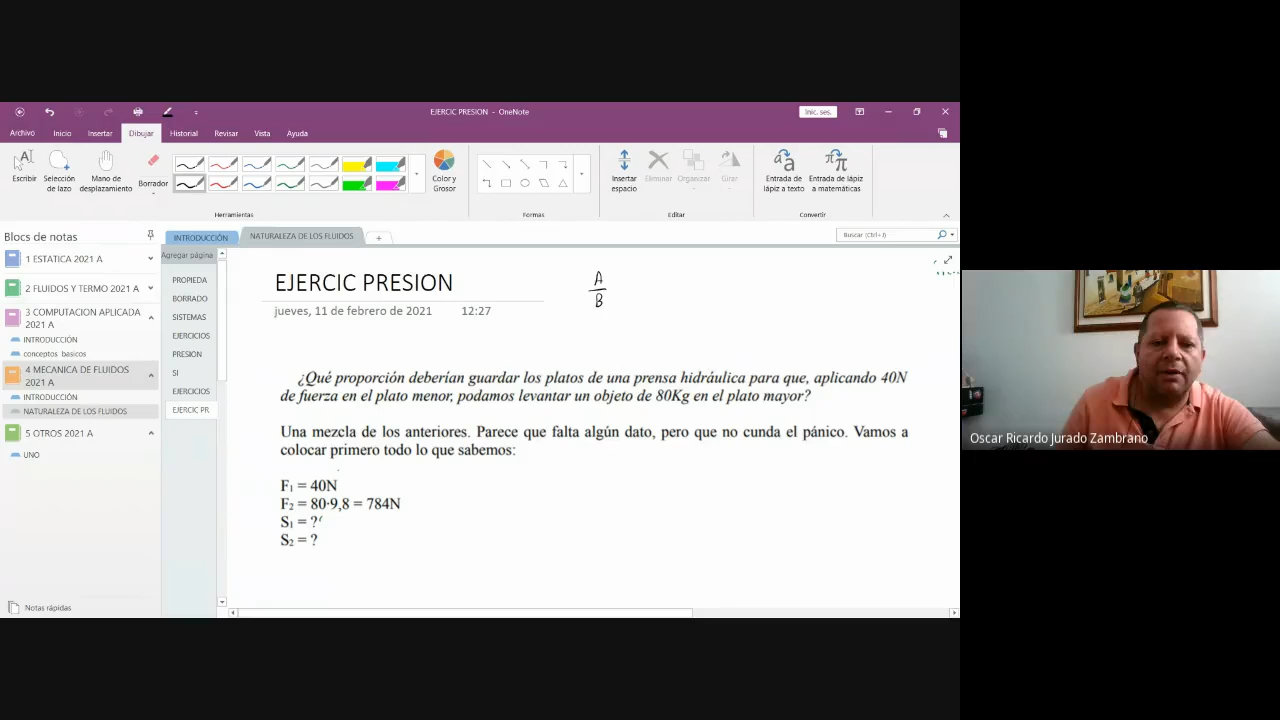 EJERCIC PRESION - OneNote
Inic. ses.
Archivo Inicio Insertar Dibujar Historial Revisar Vista Ayuda
Escribir
Selección de lazo
Mano de desplazamiento
Borrador
Color y Grosor
Insertar espacio
Eliminar
Organizar
Girar
Entrada de lápiz a texto
Entrada de lápiz a matemáticas
Herramientas
Formas
Editar
Convertir
Blocs de notas
INTRODUCCIÓN
NATURALEZA DE LOS FLUIDOS
Buscar (Ctrl+J)
1 ESTATICA 2021 A
2 FLUIDOS Y TERMO 2021 A
3 COMPUTACION APLICADA
2021 A
INTRODUCCIÓN
conceptos basicos
4 MECANICA DE FLUIDOS
2021 A
INTRODUCCIÓN
NATURALEZA DE LOS FLUIDOS
5 OTROS 2021 A
UNO
Notas rápidas
Agregar página
PROPIEDA
BORRADO
SISTEMAS
EJERCICIOS
PRESION
SI
EJERCICIOS
EJERCIC PR
EJERCIC PRESION
jueves, 11 de febrero de 2021 12:27
A
B
¿Qué proporción deberían guardar los platos de una prensa hidráulica para que, aplicando 40N
de fuerza en el plato menor, podamos levantar un objeto de 80Kg en el plato mayor?
Una mezcla de los anteriores. Parece que falta algún dato, pero que no cunda el pánico. Vamos a
colocar primero todo lo que sabemos:
F₁ = 40N
F₂ = 80·9,8 = 784N
S₁ = ?
S₂ = ?
Oscar Ricardo Jurado Zambrano